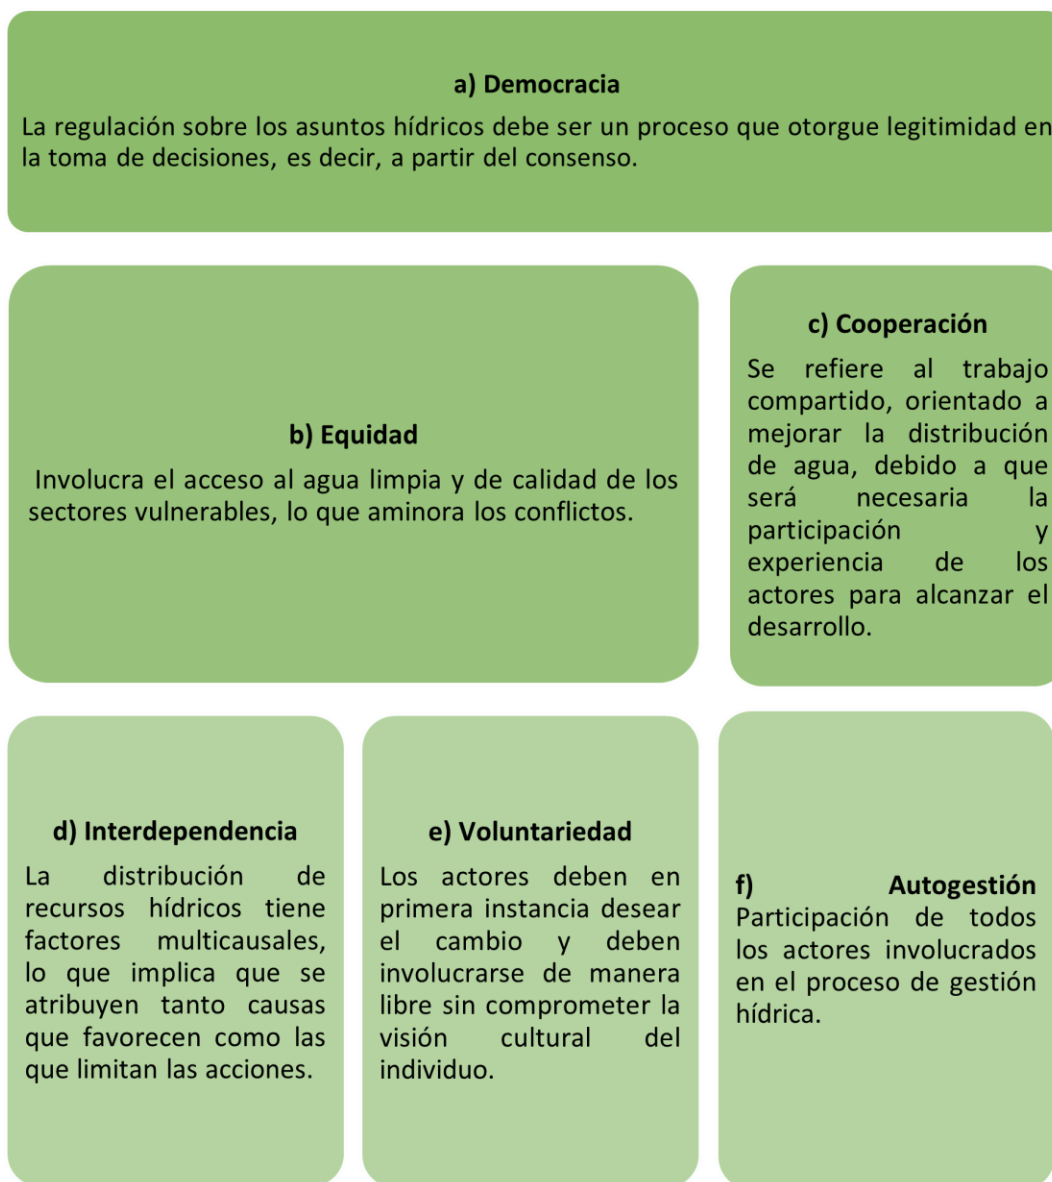 a) Democracia
La regulación sobre los asuntos hídricos debe ser un proceso que otorgue legitimidad en
la toma de decisiones, es decir, a partir del consenso.
b) Equidad
Involucra el acceso al agua limpia y de calidad de los
sectores vulnerables, lo que aminora los conflictos.
c) Cooperación
Se refiere al trabajo
compartido, orientado a
mejorar la distribución
de agua, debido a que
será necesaria la
participación y
experiencia de los
actores para alcanzar el
desarrollo.
d) Interdependencia
La distribución de
recursos hídricos tiene
factores multicausales,
lo que implica que se
atribuyen tanto causas
que favorecen como las
que limitan las acciones.
e) Voluntariedad
Los actores deben en
primera instancia desear
el cambio y deben
involucrarse de manera
libre sin comprometer la
visión cultural del
individuo.
f) Autogestión
Participación de todos
los actores involucrados
en el proceso de gestión
hídrica.